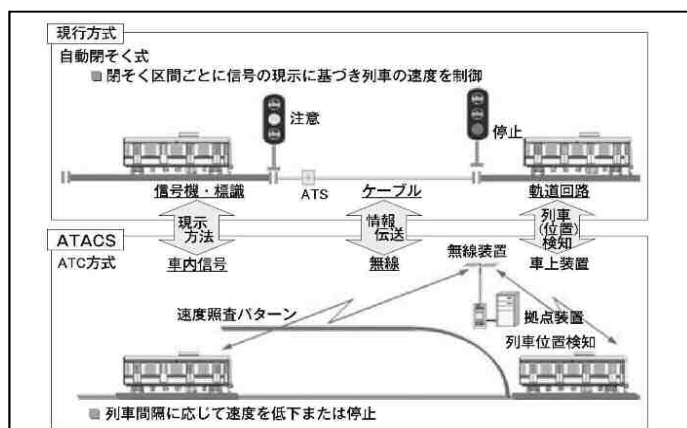 現行方式
自動閉そく式
■ 閉そく区間ごとに信号の現示に基づき列車の速度を制御
注意
停止
ATS
信号機・標識
ケーブル
軌道回路
現示
方法
情報
伝送
列車
(位置)
検知
ATACS
ATC方式
車内信号
無線
車上装置
無線装置
速度照査パターン
拠点装置
列車位置検知
■ 列車間隔に応じて速度を低下または停止